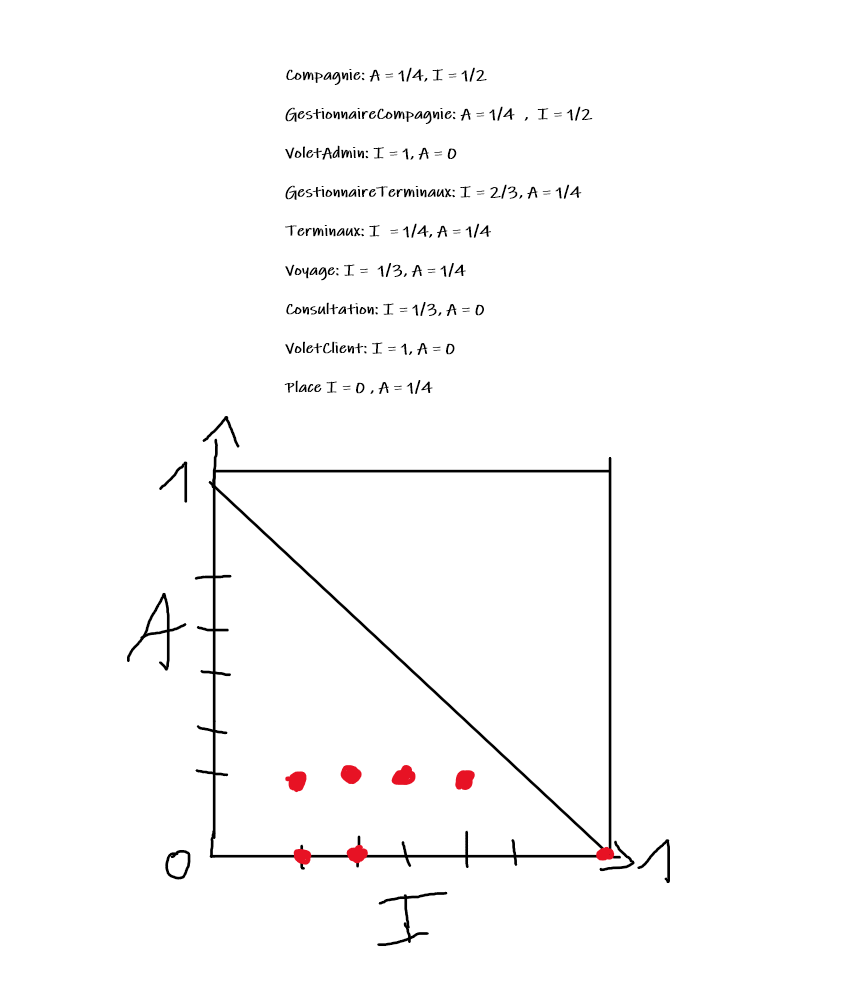 Compagnie: A = 1/4, I = 1/2
GestionnaireCompagnie: A = 1/4 , I = 1/2
VoletAdmin: I = 1, A = 0
GestionnaireTerminaux: I = 2/3, A = 1/4
Terminaux: I = 1/4, A = 1/4
Voyage: I = 1/3, A = 1/4
Consultation: I = 1/3, A = 0
VoletClient: I = 1, A = 0
Place I = 0 , A = 1/4
1
A
0
1
I